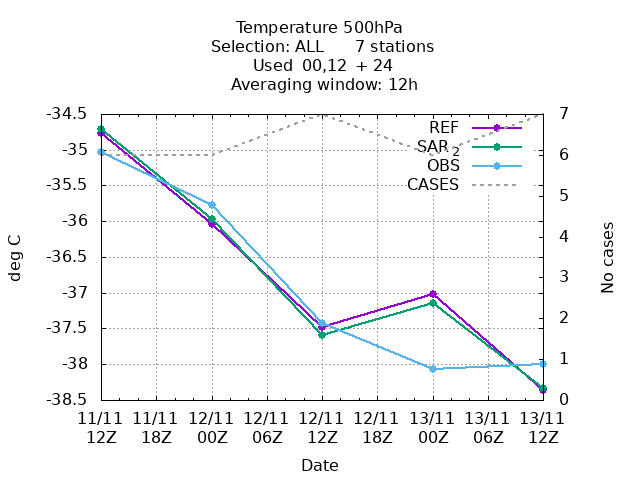 Temperature 500hPa
Selection: ALL 7 stations
Used 00,12 + 24
Averaging window: 12h
REF
SAR 2
OBS
CASES
-34.5
-35
-35.5
-36
-36.5
-37
-37.5
-38
-38.5
7
6
5
4
3
2
1
0
deg C
No cases
11/11 11/11 12/11 12/11 12/11 12/11 13/11 13/11 13/11
12Z 18Z 00Z 06Z 12Z 18Z 00Z 06Z 12Z
Date